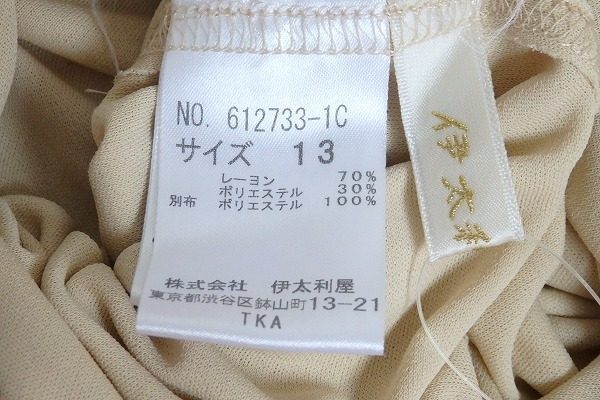 NO. 612733-1C
サイズ 13
レーヨン 70%
ポリエステル 30%
別布 ポリエステル 100%
株式会社 伊太利屋
東京都渋谷区鉢山町13-21
TKA
伊太